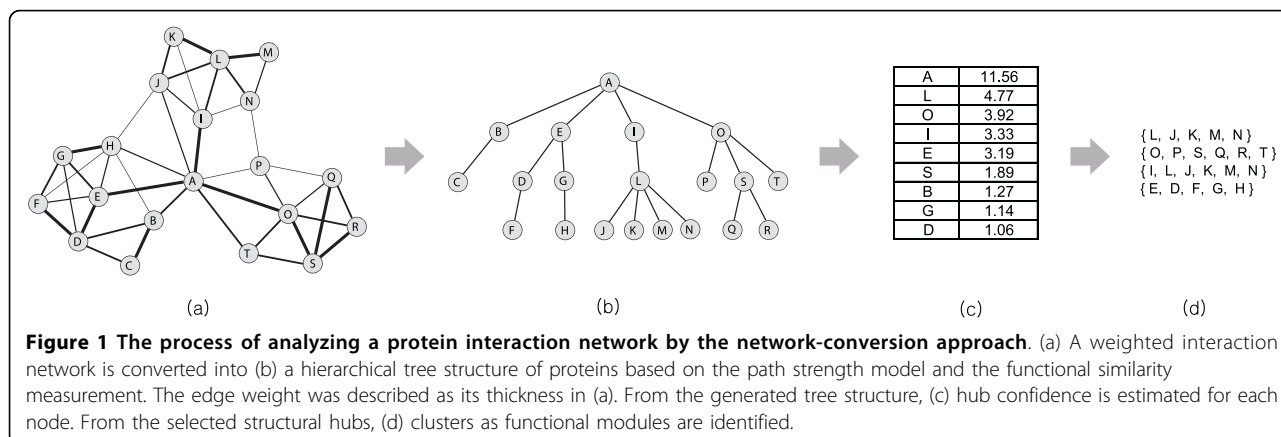 K
L
M
J
N
I
H
G
P
Q
A
E
F
O
B
R
D
T
C
S
(a)
A
B
E
I
O
C
D
G
L
P
S
T
F
H
J
K
M
N
Q
R
(b)
A 11.56
L 4.77
O 3.92
I 3.33
E 3.19
S 1.89
B 1.27
G 1.14
D 1.06
(c)
{ L, J, K, M, N }
{ O, P, S, Q, R, T }
{ I, L, J, K, M, N }
{ E, D, F, G, H }
(d)
Figure 1 The process of analyzing a protein interaction network by the network-conversion approach. (a) A weighted interaction
network is converted into (b) a hierarchical tree structure of proteins based on the path strength model and the functional similarity
measurement. The edge weight was described as its thickness in (a). From the generated tree structure, (c) hub confidence is estimated for each
node. From the selected structural hubs, (d) clusters as functional modules are identified.